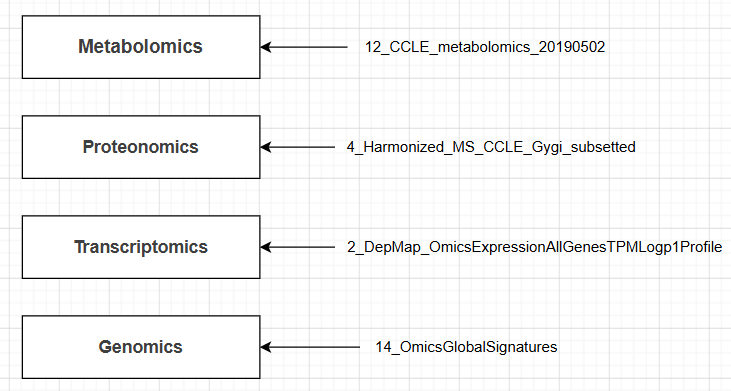 Metabolomics
12_CCLE_metabolomics_20190502
Proteonomics
4_Harmonized_MS_CCLE_Gygi_subsetted
Transcriptomics
2_DepMap_OmicsExpressionAllGenesTPMLogp1Profile
Genomics
14_OmicsGlobalSignatures